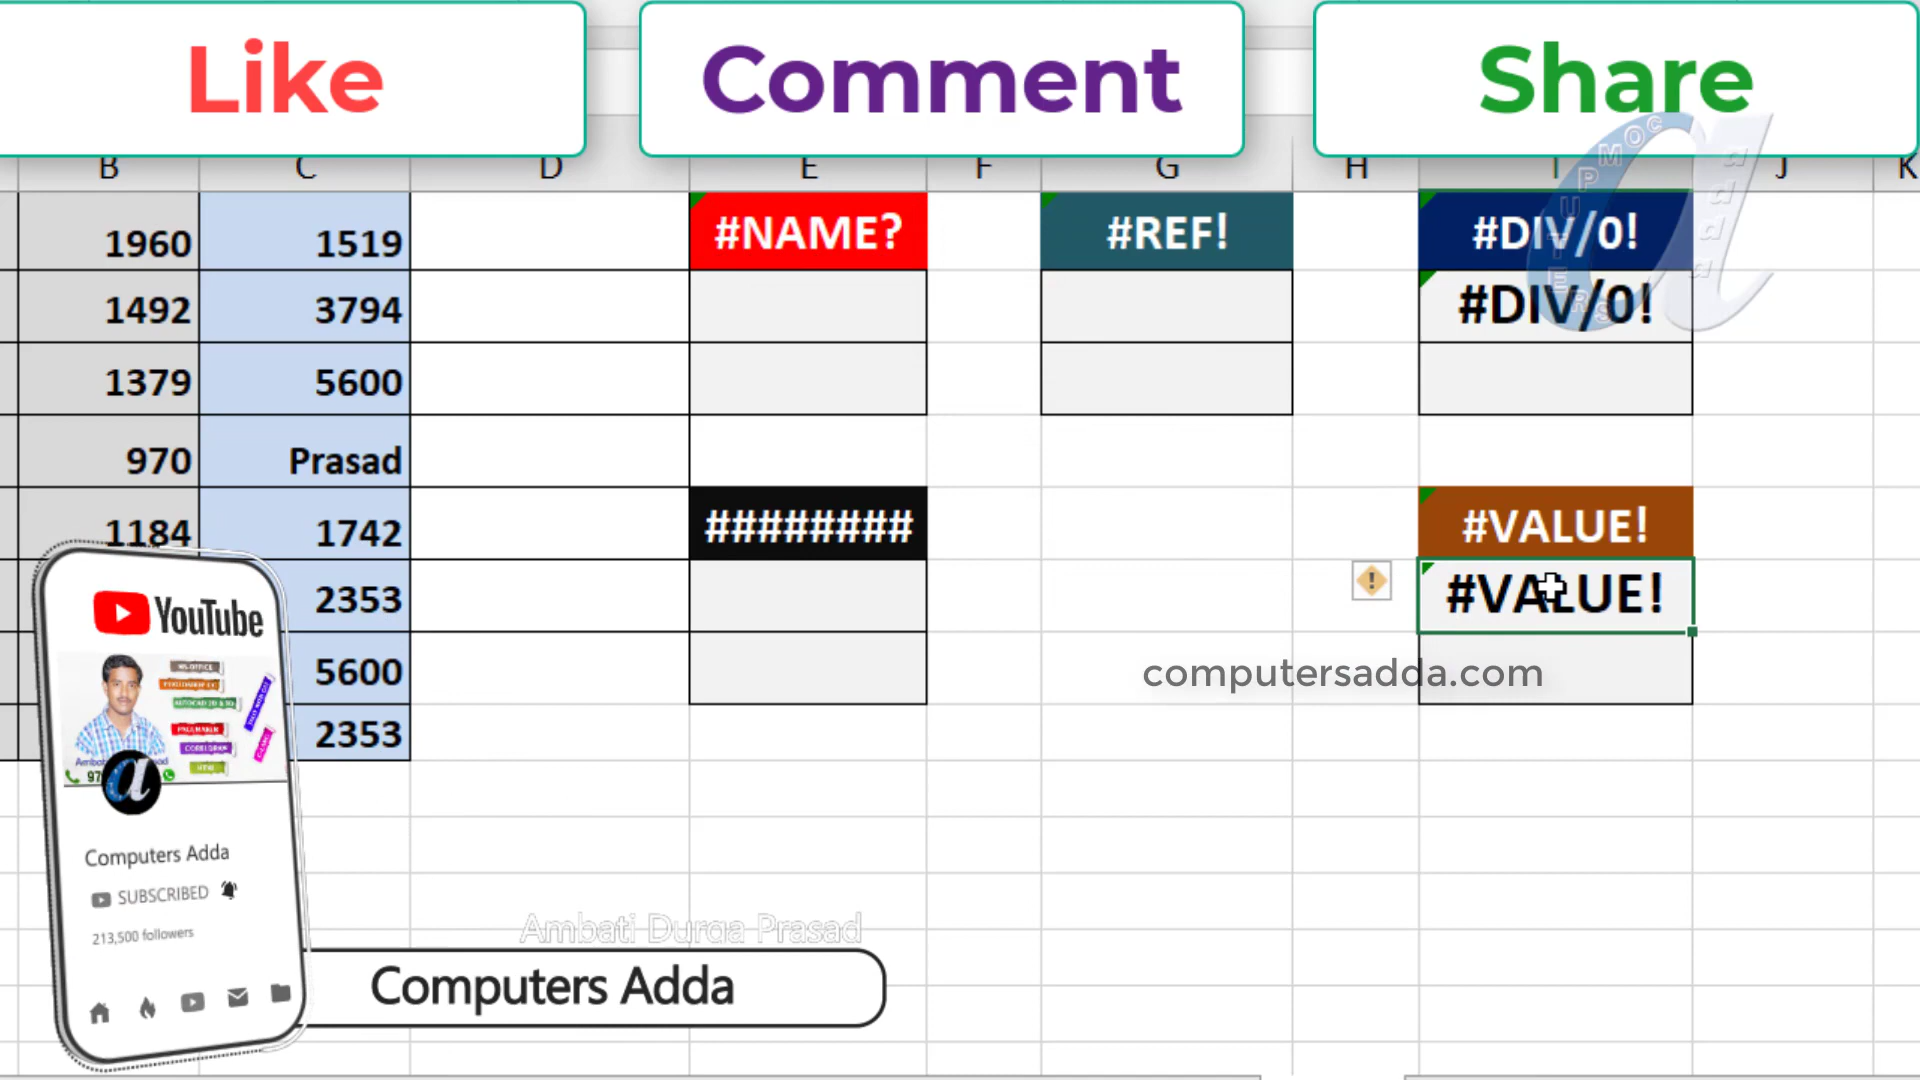 Like Comment Share
B C D E F G H I J K
1960 1519 #NAME? #REF! #DIV/0!
1492 3794 #DIV/0!
1379 5600
970 Prasad
1184 1742 ######## #VALUE!
2353 #VALUE!
5600
2353
computersadda.com
COMPUTERS
adda
YouTube
Computers Adda
SUBSCRIBED
213,500 followers
Ambati Durga Prasad
Computers Adda